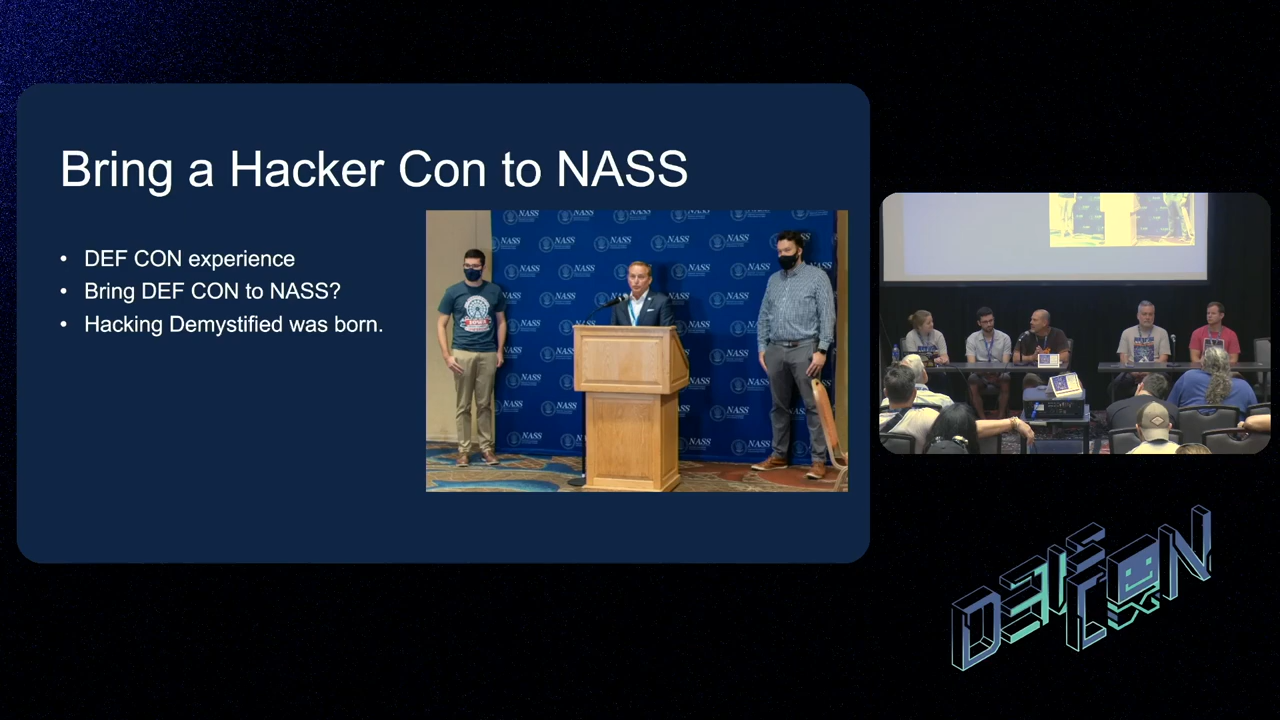 Bring a Hacker Con to NASS
• DEF CON experience
• Bring DEF CON to NASS?
• Hacking Demystified was born.
NASS
DEF CON